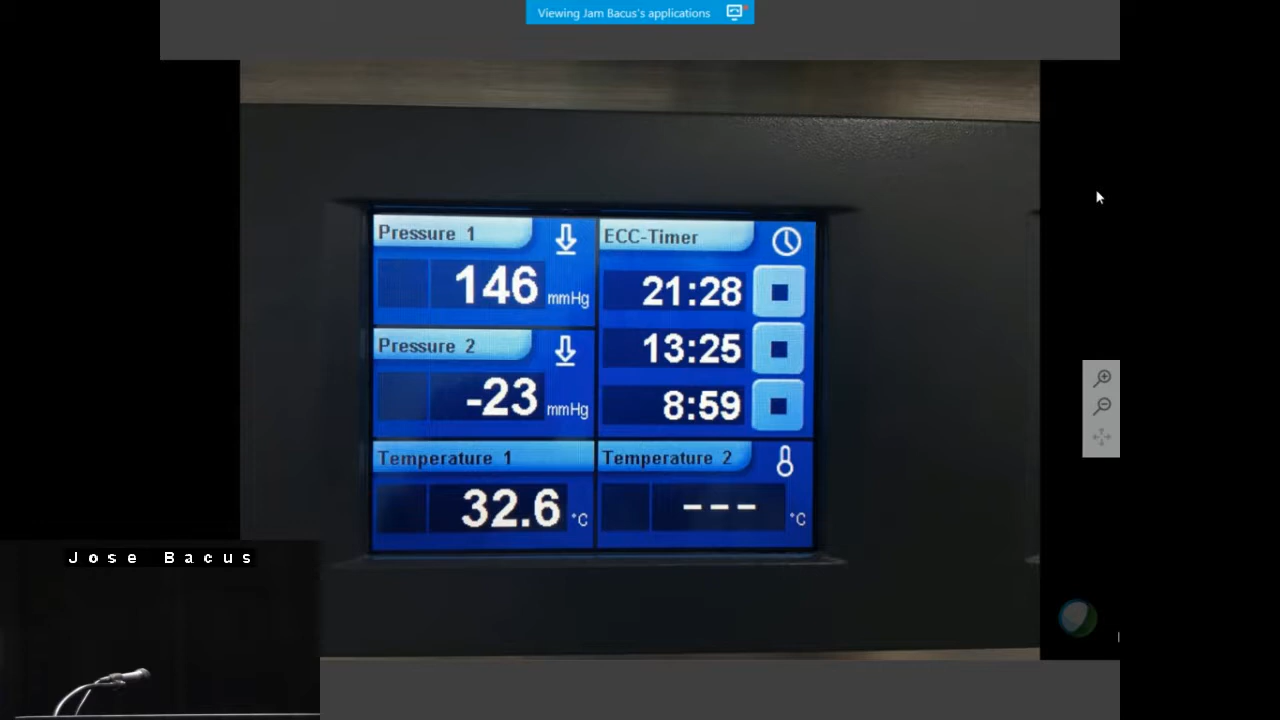 Viewing Jam Bacus's applications
Pressure 1
146 mmHg
Pressure 2
-23 mmHg
Temperature 1
32.6 °C
ECC-Timer
21:28
13:25
8:59
Temperature 2
--- °C
Jose Bacus